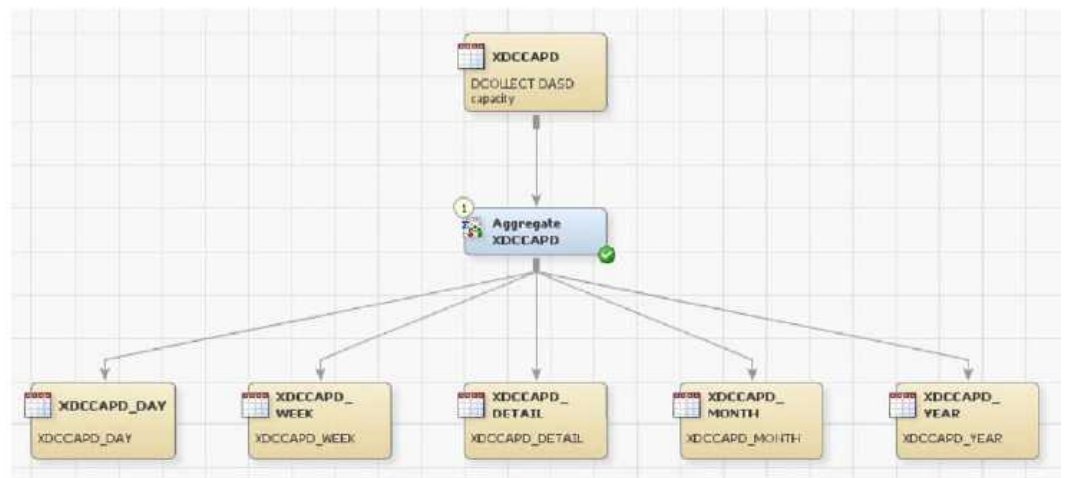 XDCCAPD
DCOLLECT DASD
capacity
1
Aggregate
XDCCAPD
XDCCAPD_DAY
XDCCAPD_DAY
XDCCAPD_
WEEK
XDCCAPD_WEEK
XDCCAPD_
DETAIL
XDCCAPD_DETAIL
XDCCAPD_
MONTH
XDCCAPD_MONTH
XDCCAPD_
YEAR
XDCCAPD_YEAR